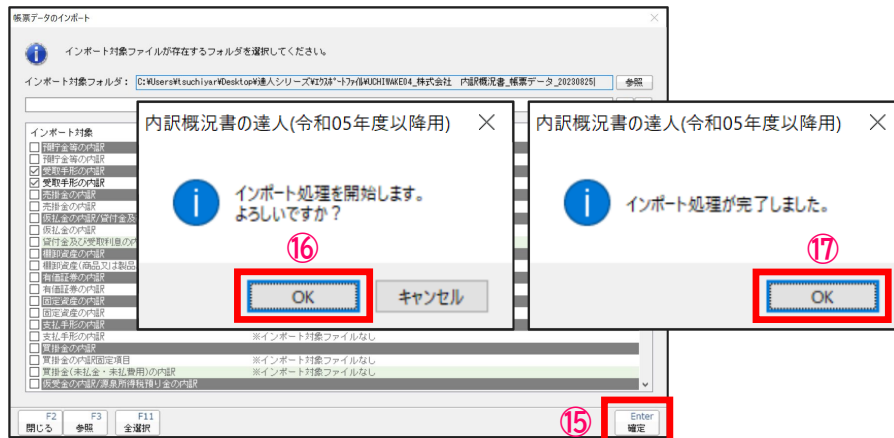 帳票データのインポート
インポート対象ファイルが存在するフォルダを選択してください。
インポート対象フォルダ： C:¥Users¥tsuchiyar¥Desktop¥達人シリーズ¥ｴｸｽﾎﾟｰﾄﾌｧｲﾙ¥UCHIWAKE04_株式会社　内訳概況書_帳票データ_20230825 参照
インポート対象
預貯金等の内訳
預貯金等の内訳
受取手形の内訳
受取手形の内訳
売掛金の内訳
売掛金の内訳
仮払金の内訳/貸付金及
仮払金の内訳
貸付金及び受取利息の内
棚卸資産の内訳
棚卸資産(商品又は製品
有価証券の内訳
有価証券の内訳
固定資産の内訳
固定資産の内訳
支払手形の内訳
支払手形の内訳 ※インポート対象ファイルなし
買掛金の内訳
買掛金の内訳固定項目 ※インポート対象ファイルなし
買掛金(未払金・未払費用)の内訳 ※インポート対象ファイルなし
仮受金の内訳/源泉所得税預り金の内訳
F2 閉じる
F3 参照
F11 全選択
⑮
Enter 確定
内訳概況書の達人(令和05年度以降用) ×
インポート処理を開始します。
よろしいですか？
⑯
OK キャンセル
内訳概況書の達人(令和05年度以降用) ×
インポート処理が完了しました。
⑰
OK